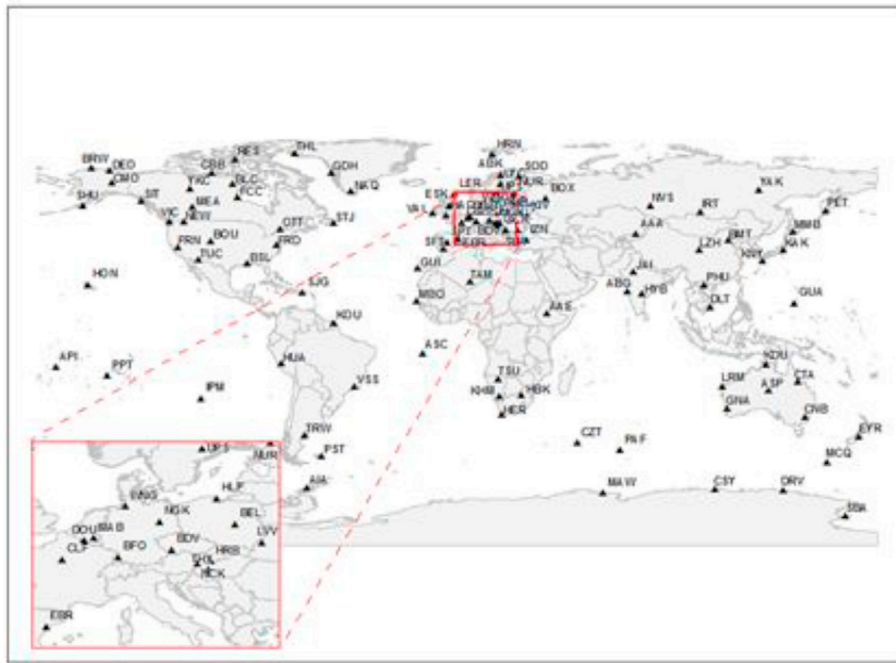 RES
THL
HRN
BRW
DED
CBB
GDH
ABK
SOD
CMO
YKC
BLC
FCC
NAQ
LER
NUR
BOX
YAK
SHU
SIT
MEA
ESK
NVS
IRT
PET
VIC
NEW
OTT
STJ
VAL
AAA
MMB
FRN
BOU
FRD
BDV
IZN
LZH
BMT
KAK
TUC
BSL
SFS
EBR
KNY
HON
GUI
TAM
JAI
PHU
SJG
MBO
ABG
HYB
DLT
GUA
KOU
AAE
API
PPT
HUA
ASC
KDU
IPM
VSS
TSU
LRM
ASP
CTA
KHM
HBK
GNA
HER
CNB
TRW
CZT
EYR
UPS
NUR
PST
PAF
MCQ
AIA
MAW
CSY
DRV
SBA
WNG
HLP
NGK
BEL
DOU
MAB
LVV
CLF
BFO
BDV
HRB
THY
NCK
EBR